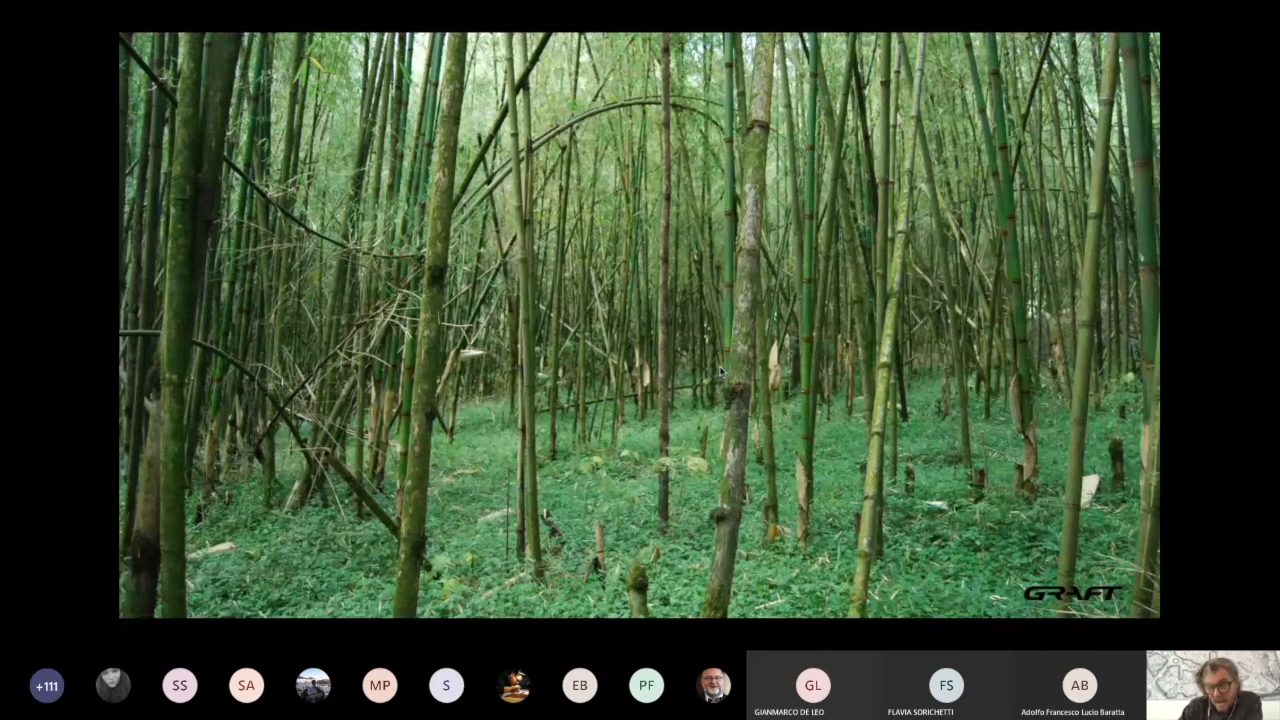 GRAFT
+111
SS
SA
MP
S
EB
PF
GL
FS
AB
GIANMARCO DE LEO
FLAVIA SORICHETTI
Adolfo Francesco Lucio Baratta